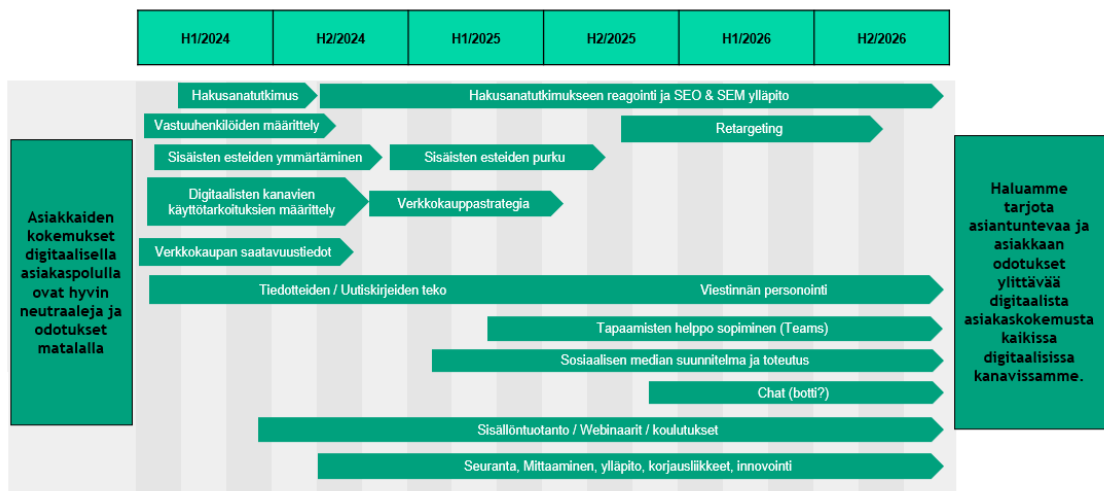 H1/2024 H2/2024 H1/2025 H2/2025 H1/2026 H2/2026
Hakusanatutkimus
Hakusanatutkimukseen reagointi ja SEO & SEM ylläpito
Vastuuhenkilöiden määrittely
Retargeting
Sisäisten esteiden ymmärtäminen
Sisäisten esteiden purku
Digitaalisten kanavien
käyttötarkoituksien määrittely
Verkkokauppastrategia
Verkkokaupan saatavuustiedot
Tiedotteiden / Uutiskirjeiden teko
Viestinnän personointi
Tapaamisten helppo sopiminen (Teams)
Sosiaalisen median suunnitelma ja toteutus
Chat (botti?)
Sisällöntuotanto / Webinaarit / koulutukset
Seuranta, Mittaaminen, ylläpito, korjausliikkeet, innovointi
Asiakkaiden
kokemukset
digitaalisella
asiakaspolulla
ovat hyvin
neutraaleja ja
odotukset
matalalla
Haluamme
tarjota
asiantuntevaa ja
asiakkaan
odotukset
ylittävää
digitaalista
asiakaskokemusta
kaikissa
digitaalisissa
kanavissamme.